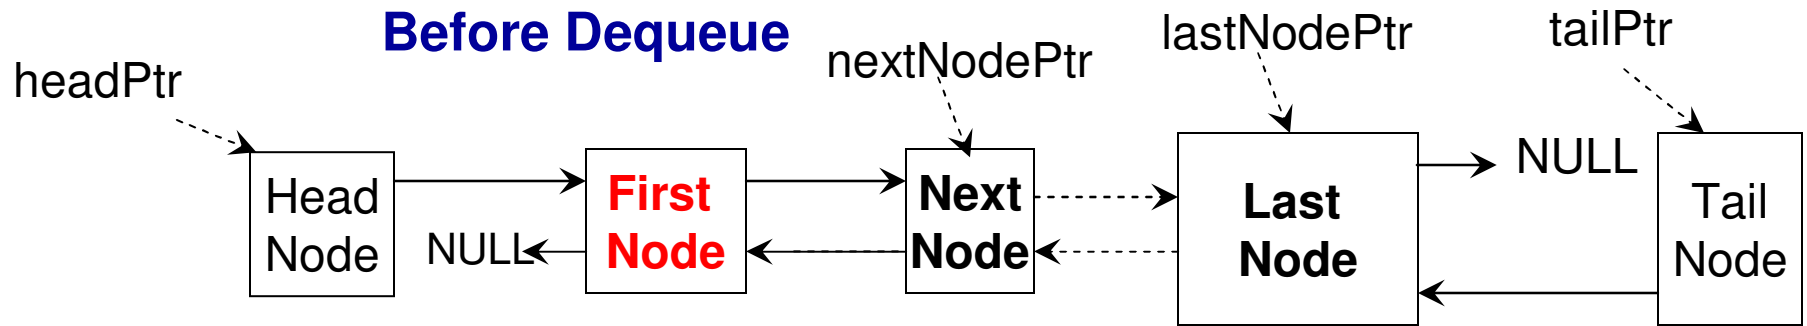 Before Dequeue
headPtr
nextNodePtr
lastNodePtr
tailPtr
Head
Node
NULL
First
Node
Next
Node
Last
Node
NULL
Tail
Node